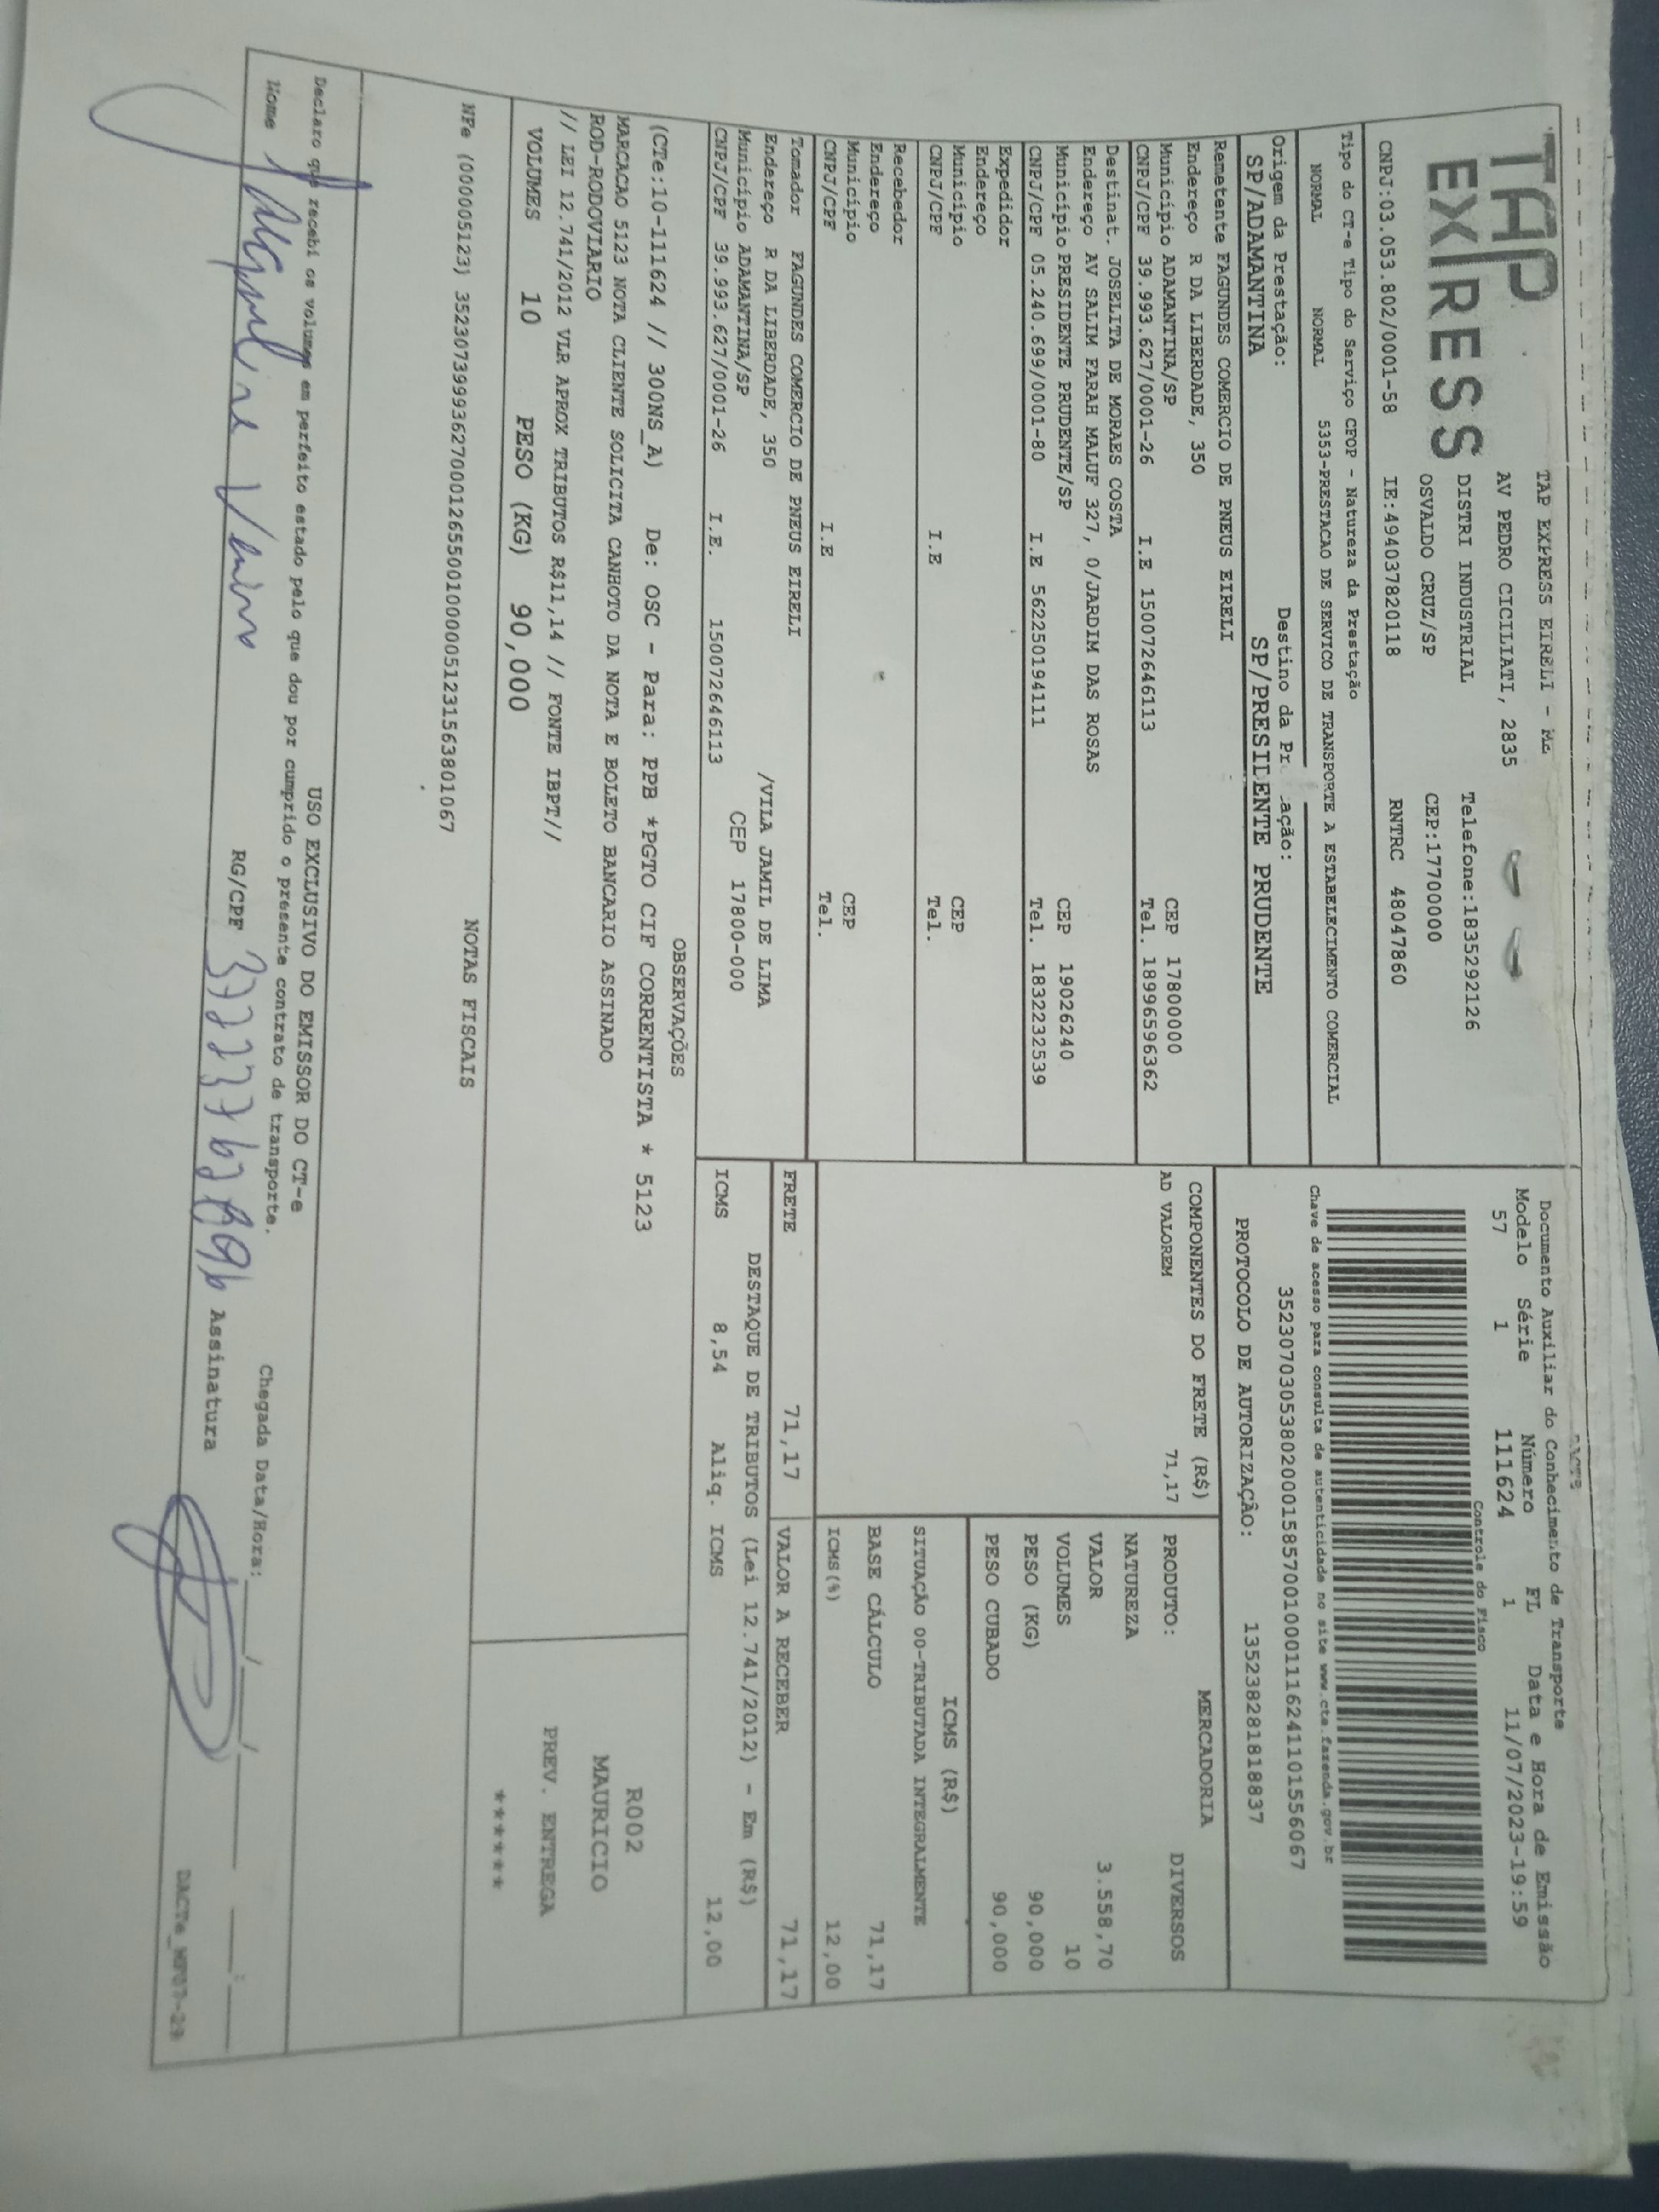 TAP
EXPRESS
TAP EXPRESS EIRELI - Me
AV PEDRO CICILIATI, 2835
DISTRI INDUSTRIAL Telefone:1835292126
OSVALDO CRUZ/SP CEP:17700000
CNPJ:03.053.802/0001-58 IE:494037820118 RNTRC 48047860
Tipo do CT-e Tipo do Serviço CFOP - Natureza da Prestação
NORMAL NORMAL 5353-PRESTACAO DE SERVICO DE TRANSPORTE A ESTABELECIMENTO COMERCIAL
Origem da Prestação: Destino da Pr ação:
SP/ADAMANTINA SP/PRESIDENTE PRUDENTE
Documento Auxiliar do Conhecimento de Transporte
Modelo Série Número FL Data e Hora de Emissão
57 1 111624 1 11/07/2023-19:59
Controle do Fisco
Chave de acesso para consulta de autenticidade no site www.cte.fazenda.gov.br
35230703053802000158570010001116241101556067
PROTOCOLO DE AUTORIZAÇÂO: 135238281818837
Remetente FAGUNDES COMERCIO DE PNEUS EIRELI
Endereço R DA LIBERDADE, 350
Municipio ADAMANTINA/SP CEP 17800000
CNPJ/CPF 39.993.627/0001-26 I.E 150072646113 Tel. 18996596362
Destinat. JOSELITA DE MORAES COSTA
Endereço AV SALIM FARAH MALUF 327, 0/JARDIM DAS ROSAS
Municipio PRESIDENTE PRUDENTE/SP CEP 19026240
CNPJ/CPF 05.240.699/0001-80 I.E 562250194111 Tel. 1832232539
Expedidor
Endereço
Municipio CEP
CNPJ/CPF I.E Tel.
Recebedor
Endereço
Municipio CEP
CNPJ/CPF I.E Tel.
Tomador FAGUNDES COMERCIO DE PNEUS EIRELI
Endereço R DA LIBERDADE, 350 /VILA JAMIL DE LIMA
Municipio ADAMANTINA/SP CEP 17800-000
CNPJ/CPF 39.993.627/0001-26 I.E. 150072646113
COMPONENTES DO FRETE (R$)
AD VALOREM 71,17
MERCADORIA
PRODUTO: DIVERSOS
NATUREZA
VALOR 3.558,70
VOLUMES 10
PESO (KG) 90,000
PESO CUBADO 90,000
ICMS (R$)
SITUAÇÃO 00-TRIBUTADA INTEGRALMENTE
BASE CÁLCULO 71,17
ICMS(%) 12,00
FRETE 71,17 VALOR A RECEBER 71,17
DESTAQUE DE TRIBUTOS (Lei 12.741/2012) - Em (R$)
ICMS 8,54 Aliq. ICMS 12,00
OBSERVAÇÕES
(CTe:10-111624 // 300NS_A) De: OSC - Para: PPB *PGTO CIF CORRENTISTA * 5123
MARCACAO 5123 NOTA CLIENTE SOLICITA CANHOTO DA NOTA E BOLETO BANCARIO ASSINADO
ROD-RODOVIARIO
// LEI 12.741/2012 VLR APROX TRIBUTOS R$11,14 // FONTE IBPT//
VOLUMES 10 PESO (KG) 90,000
R002
MAURICIO
PREV. ENTREGA
******
NOTAS FISCAIS
NFe (000005123) 35230739993627000126550010000051231563801067
USO EXCLUSIVO DO EMISSOR DO CT-e
Declaro que recebi os volumes em perfeito estado pelo que dou por cumprido o presente contrato de transporte.
Chegada Data/Hora: / / :
Nome RG/CPF Assinatura